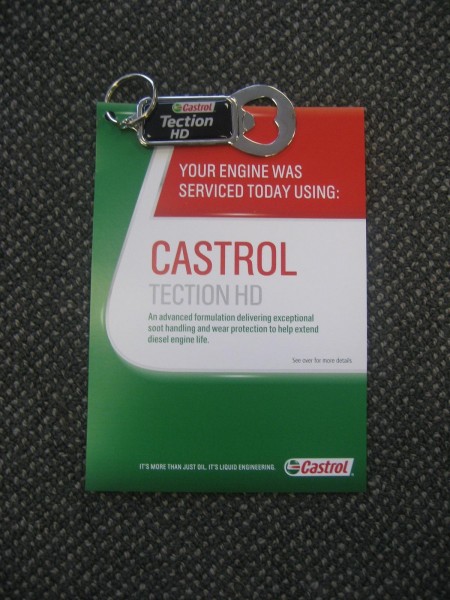 Castrol
Tection
HD
YOUR ENGINE WAS
SERVICED TODAY USING:
CASTROL
TECTION HD
An advanced formulation delivering exceptional
soot handling and wear protection to help extend
diesel engine life.
See over for more details
IT'S MORE THAN JUST OIL. IT'S LIQUID ENGINEERING.
Castrol